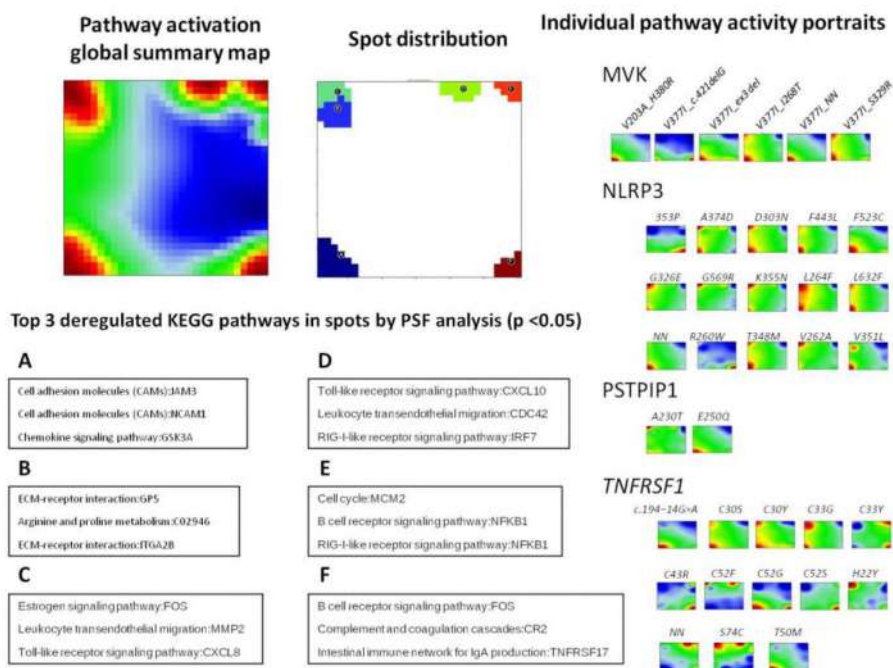 Pathway activation
global summary map
Spot distribution
Individual pathway activity portraits
MVK
V203A_H380R
V377I_c.421delG
V377I_ex3 del
V377I_I268T
V377I_NN
V377I_S329R
NLRP3
353P A374D D303N F443L F523C
G326E G569R K355N L264F L632F
NN R260W T348M V262A V351L
PSTPIP1
A230T E250Q
TNFRSF1
c.194−14G>A C30S C30Y C33G C33Y
C43R C52F C52G C52S H22Y
NN S74C T50M
Top 3 deregulated KEGG pathways in spots by PSF analysis (p <0.05)
A
Cell adhesion molecules (CAMs):JAM3
Cell adhesion molecules (CAMs):NCAM1
Chemokine signaling pathway:GSK3A
B
ECM-receptor interaction:GP5
Arginine and proline metabolism:C02946
ECM-receptor interaction:ITGA2B
C
Estrogen signaling pathway:FOS
Leukocyte transendothelial migration:MMP2
Toll-like receptor signaling pathway:CXCL8
D
Toll-like receptor signaling pathway:CXCL10
Leukocyte transendothelial migration:CDC42
RIG-I-like receptor signaling pathway:IRF7
E
Cell cycle:MCM2
B cell receptor signaling pathway:NFKB1
RIG-I-like receptor signaling pathway:NFKB1
F
B cell receptor signaling pathway:FOS
Complement and coagulation cascades:CR2
Intestinal immune network for IgA production:TNFRSF17